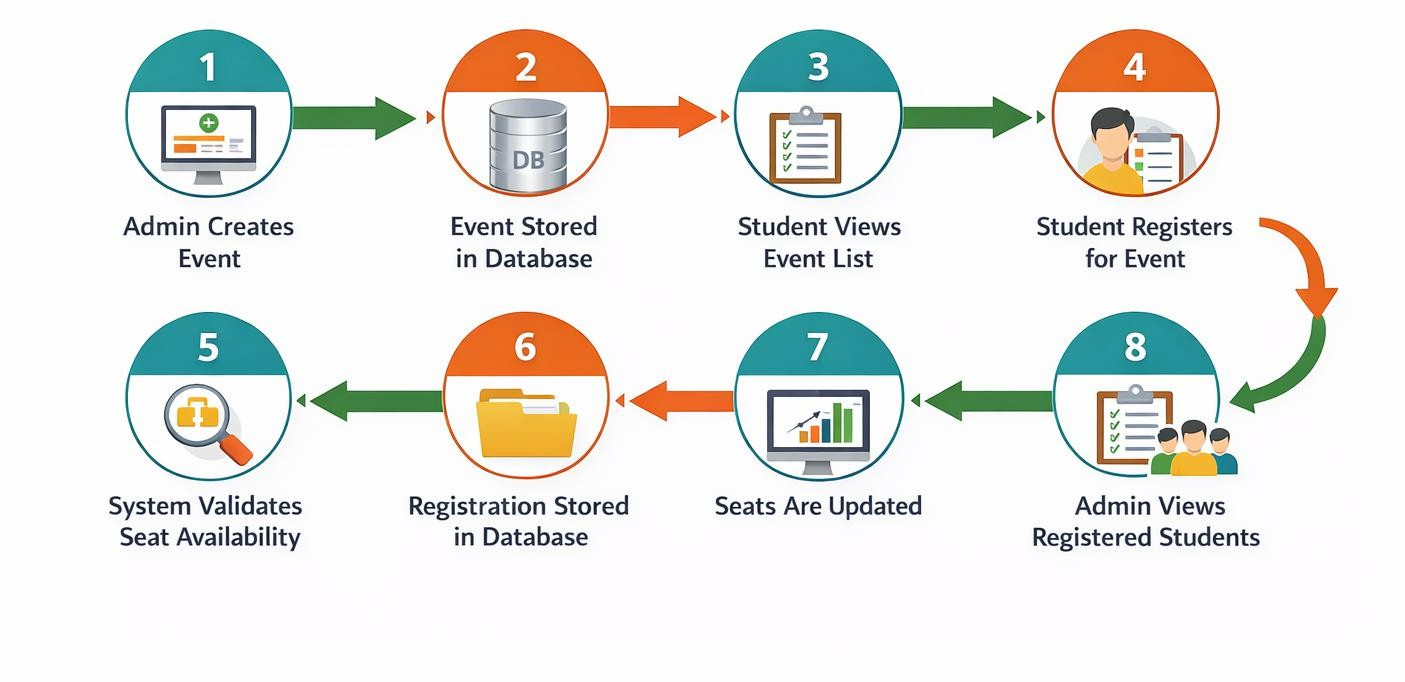 1
Admin Creates
Event
2
DB
Event Stored
in Database
3
Student Views
Event List
4
Student Registers
for Event
5
System Validates
Seat Availability
6
Registration Stored
in Database
7
Seats Are Updated
8
Admin Views
Registered Students